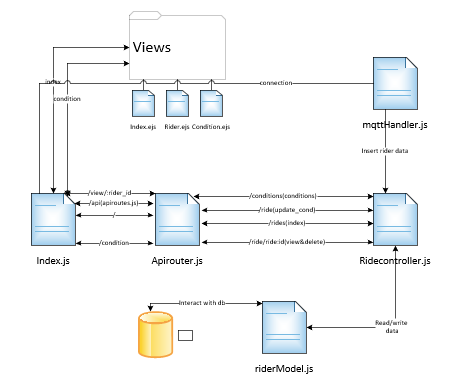 Views
index
connection
condition
Index.ejs
Rider.ejs
Condition.ejs
mqttHandler.js
Insert rider data
/view/:rider_id
/conditions(conditions)
/api(apiroutes.js)
/ride(update_cond)
/
/rides(index)
/condition
/ride/ride:id(view&delete)
Index.js
Apirouter.js
Ridecontroller.js
Interact with db
Read/write
data
riderModel.js